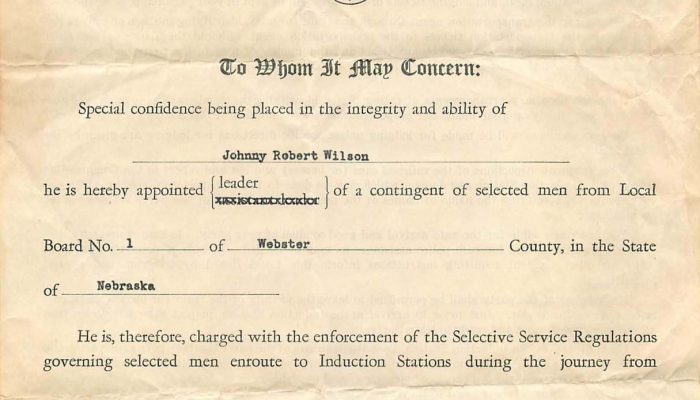 To Whom It May Concern:
Special confidence being placed in the integrity and ability of
Johnny Robert Wilson
he is hereby appointed { leader
assistant leader } of a contingent of selected men from Local
Board No. 1 of Webster County, in the State
of Nebraska
He is, therefore, charged with the enforcement of the Selective Service Regulations
governing selected men enroute to Induction Stations during the journey from